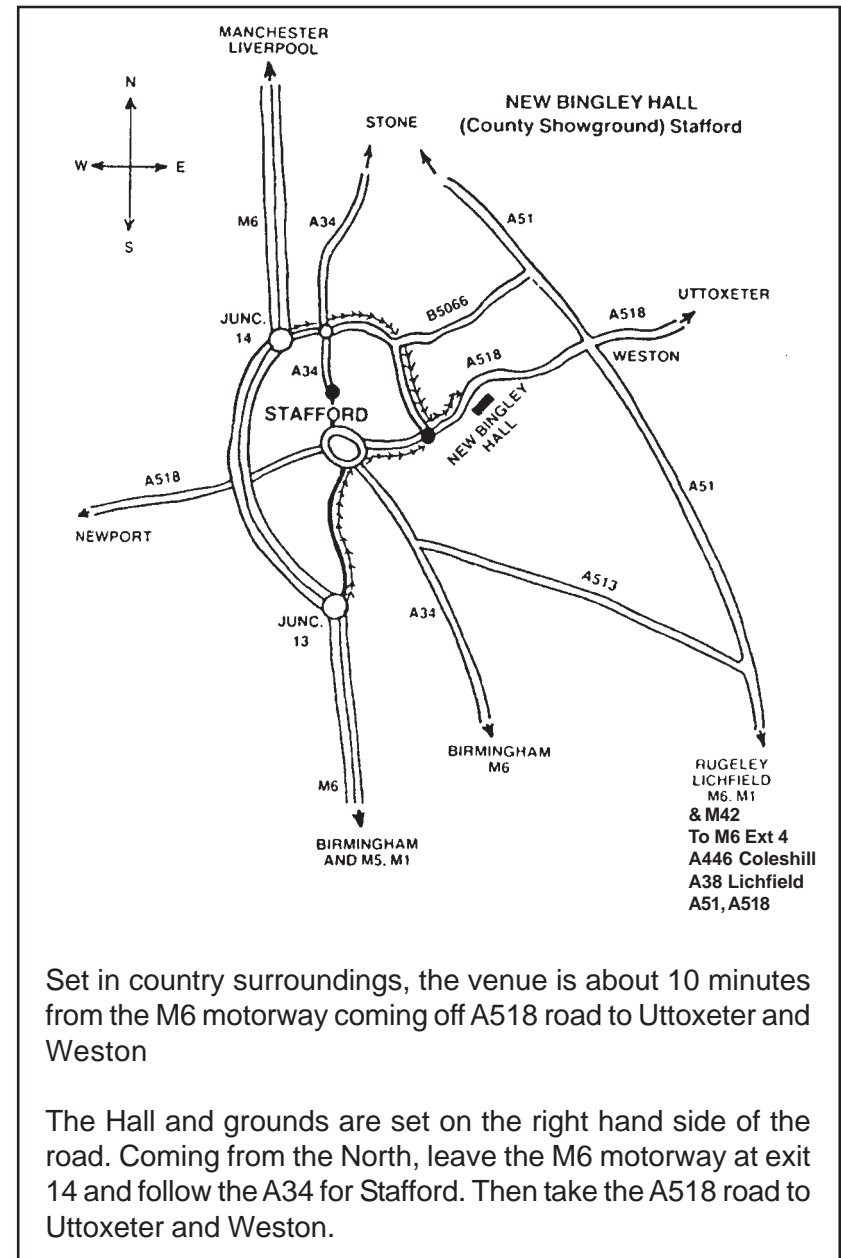 MANCHESTER
LIVERPOOL
N
NEW BINGLEY HALL
(County Showground) Stafford
STONE
W
E
S
M6
A34
A51
UTTOXETER
B5066
A518
JUNC.
14
WESTON
A518
A34
STAFFORD
NEW BINGLEY
HALL
A518
A51
NEWPORT
A513
A34
JUNC.
13
BIRMINGHAM
M6
M6
RUGELEY
LICHFIELD
M6. M1
& M42
To M6 Ext 4
A446 Coleshill
A38 Lichfield
A51, A518
BIRMINGHAM
AND M5, M1
Set in country surroundings, the venue is about 10 minutes
from the M6 motorway coming off A518 road to Uttoxeter and
Weston
The Hall and grounds are set on the right hand side of the
road. Coming from the North, leave the M6 motorway at exit
14 and follow the A34 for Stafford. Then take the A518 road to
Uttoxeter and Weston.